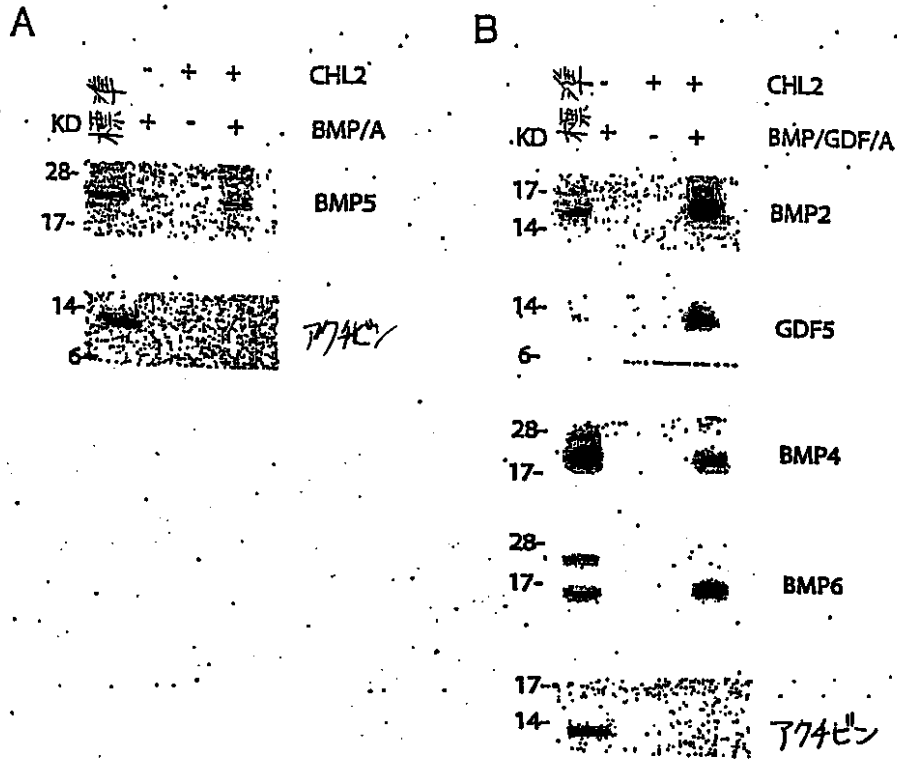 A
標準 - + + CHL2
KD + - + BMP/A
28-
BMP5
17-
14-
アクチビン
6-
B
標準 - + + CHL2
KD + - + BMP/GDF/A
17-
BMP2
14-
14-
GDF5
6-
28-
BMP4
17-
28-
17-
BMP6
17-
14-
アクチビン